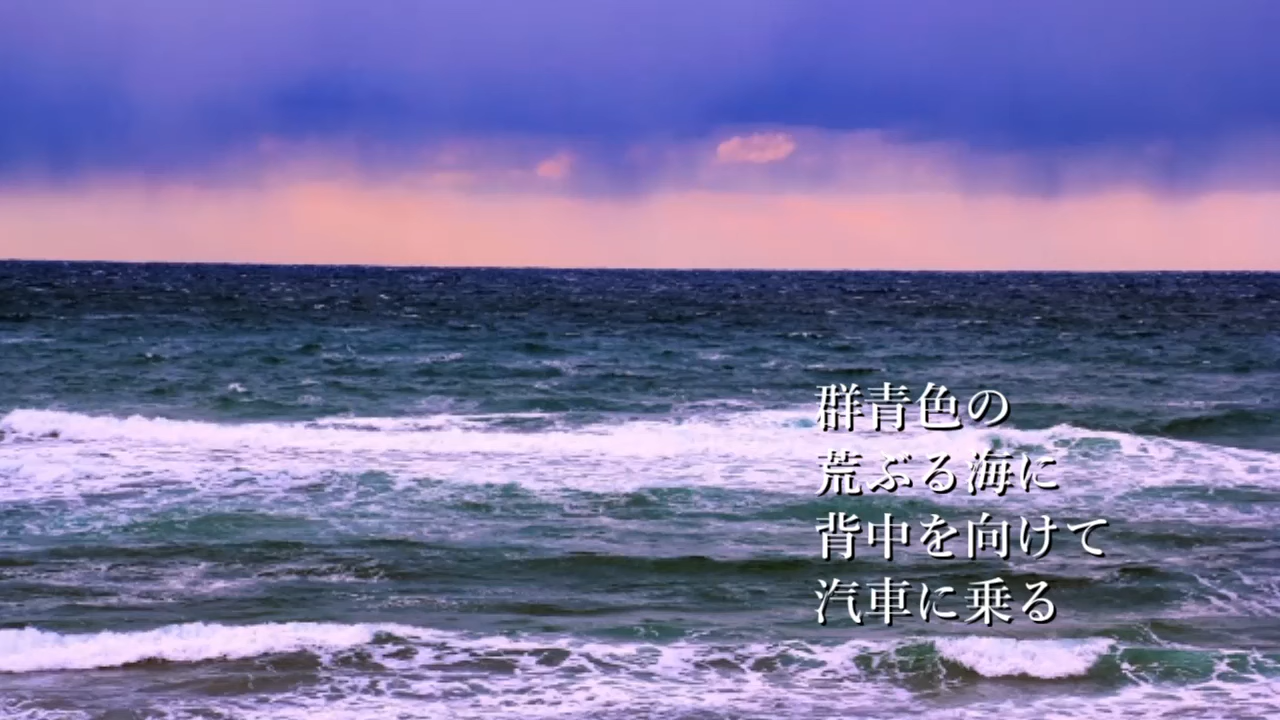 群青色の
荒ぶる海に
背中を向けて
汽車に乗る